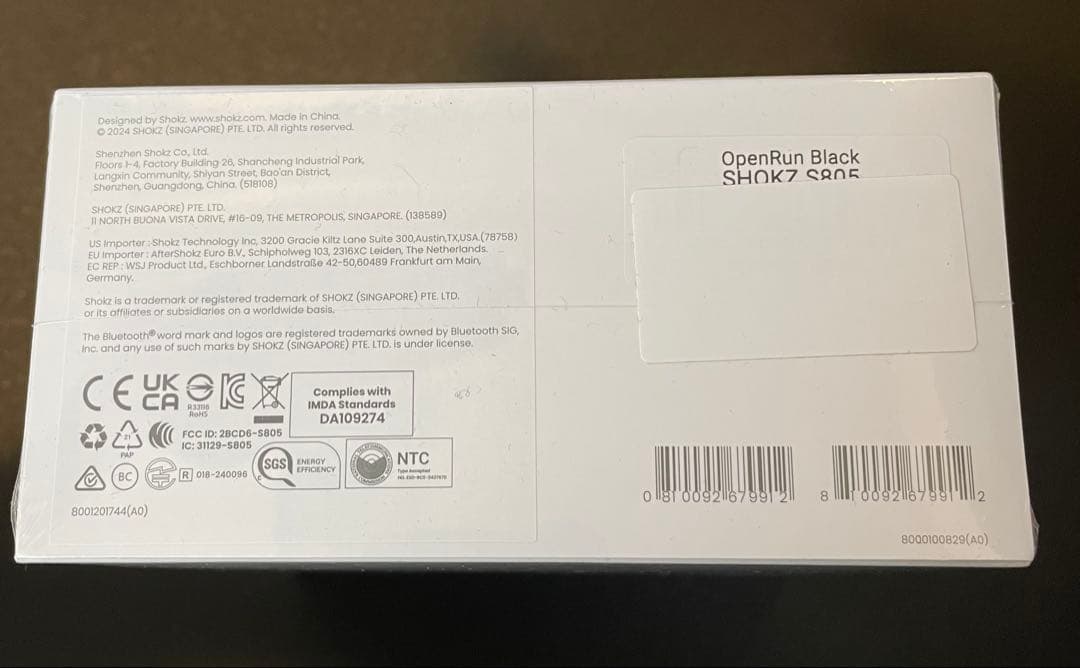 Designed by Shokz. www.shokz.com. Made in China.
© 2024 SHOKZ (SINGAPORE) PTE. LTD. All rights reserved.
Shenzhen Shokz Co., Ltd.
Floors 1-4, Factory Building 26, Shancheng Industrial Park,
Langxin Community, Shiyan Street, Bao'an District,
Shenzhen, Guangdong, China. (518108)
SHOKZ (SINGAPORE) PTE. LTD.
11 NORTH BUONA VISTA DRIVE, #16-09, THE METROPOLIS, SINGAPORE. (138589)
US Importer : Shokz Technology Inc, 3200 Gracie Kiltz Lane Suite 300,Austin,TX,USA.(78758)
EU Importer : AfterShokz Euro B.V., Schipholweg 103, 2316XC Leiden, The Netherlands.
EC REP : WSJ Product Ltd., Eschborner Landstraße 42-50,60489 Frankfurt am Main,
Germany.
Shokz is a trademark or registered trademark of SHOKZ (SINGAPORE) PTE. LTD.
or its affiliates or subsidiaries on a worldwide basis.
The Bluetooth® word mark and logos are registered trademarks owned by Bluetooth SIG,
Inc. and any use of such marks by SHOKZ (SINGAPORE) PTE. LTD. is under license.
CE UK CA
R33116
RoHS
Complies with
IMDA Standards
DA109274
21
PAP
FCC ID: 2BCD6-S805
IC: 31129-S805
BC
R 018-240096
SGS ENERGY
EFFICIENCY
NTC
Type Accepted
8001201744(A0)
OpenRun Black
SHOKZ S805
0 810092 67991 2
8 10092 67991 2
8000100829(A0)